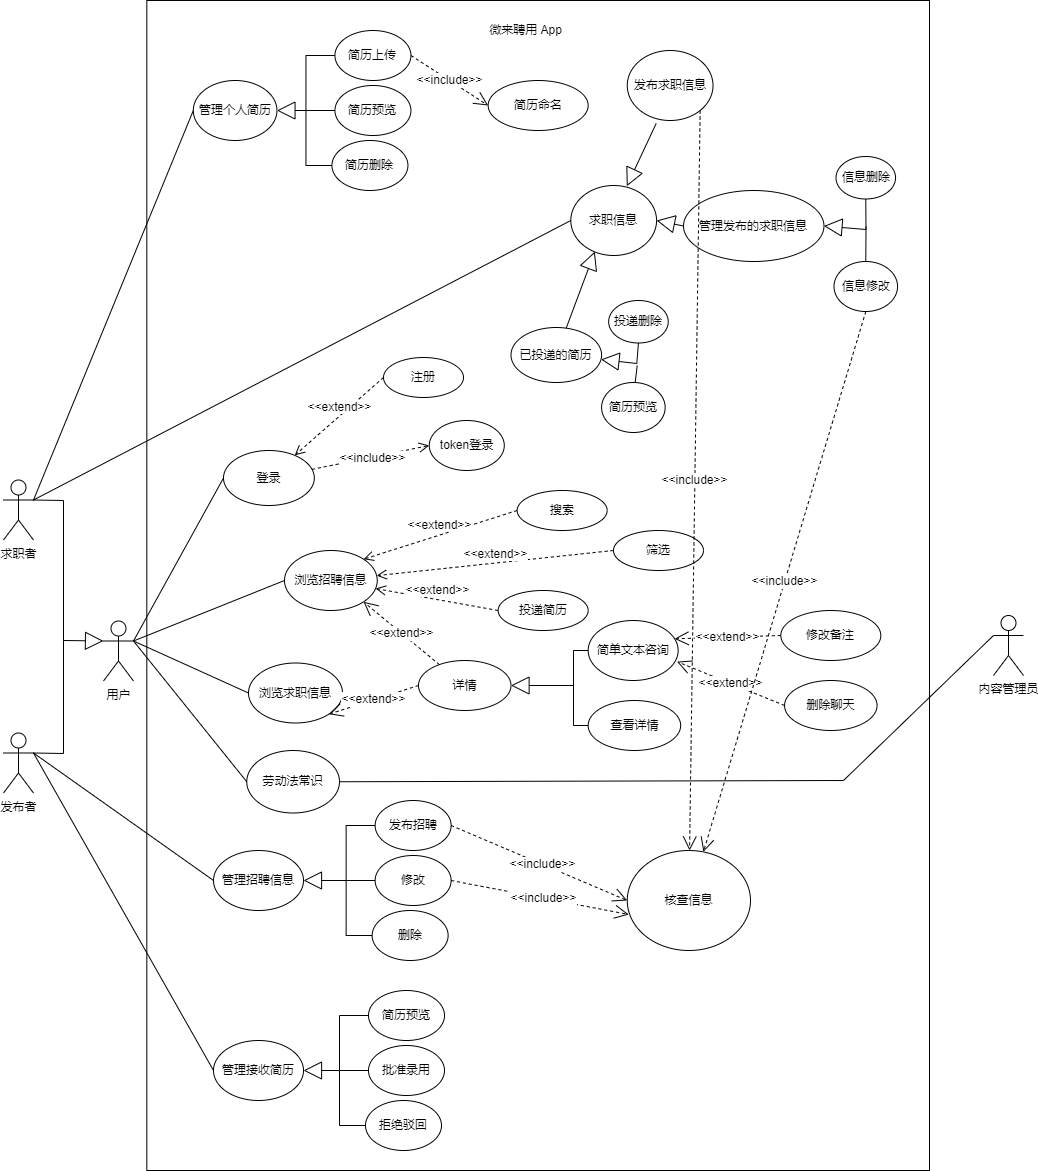 微来聘用 App
简历上传
<<include>>
发布求职信息
管理个人简历
简历预览
简历命名
简历删除
信息删除
求职信息
管理发布的求职信息
信息修改
投递删除
已投递的简历
简历预览
注册
<<extend>>
登录
<<include>>
token登录
<<include>>
求职者
搜索
<<extend>>
筛选
<<extend>>
浏览招聘信息
<<extend>>
投递简历
<<include>>
<<extend>>
简单文本咨询
<<extend>>
修改备注
用户
浏览求职信息
<<extend>>
详情
<<extend>>
删除聊天
内容管理员
查看详情
劳动法常识
发布者
发布招聘
<<include>>
管理招聘信息
修改
<<include>>
核查信息
删除
简历预览
管理接收简历
批准录用
拒绝驳回